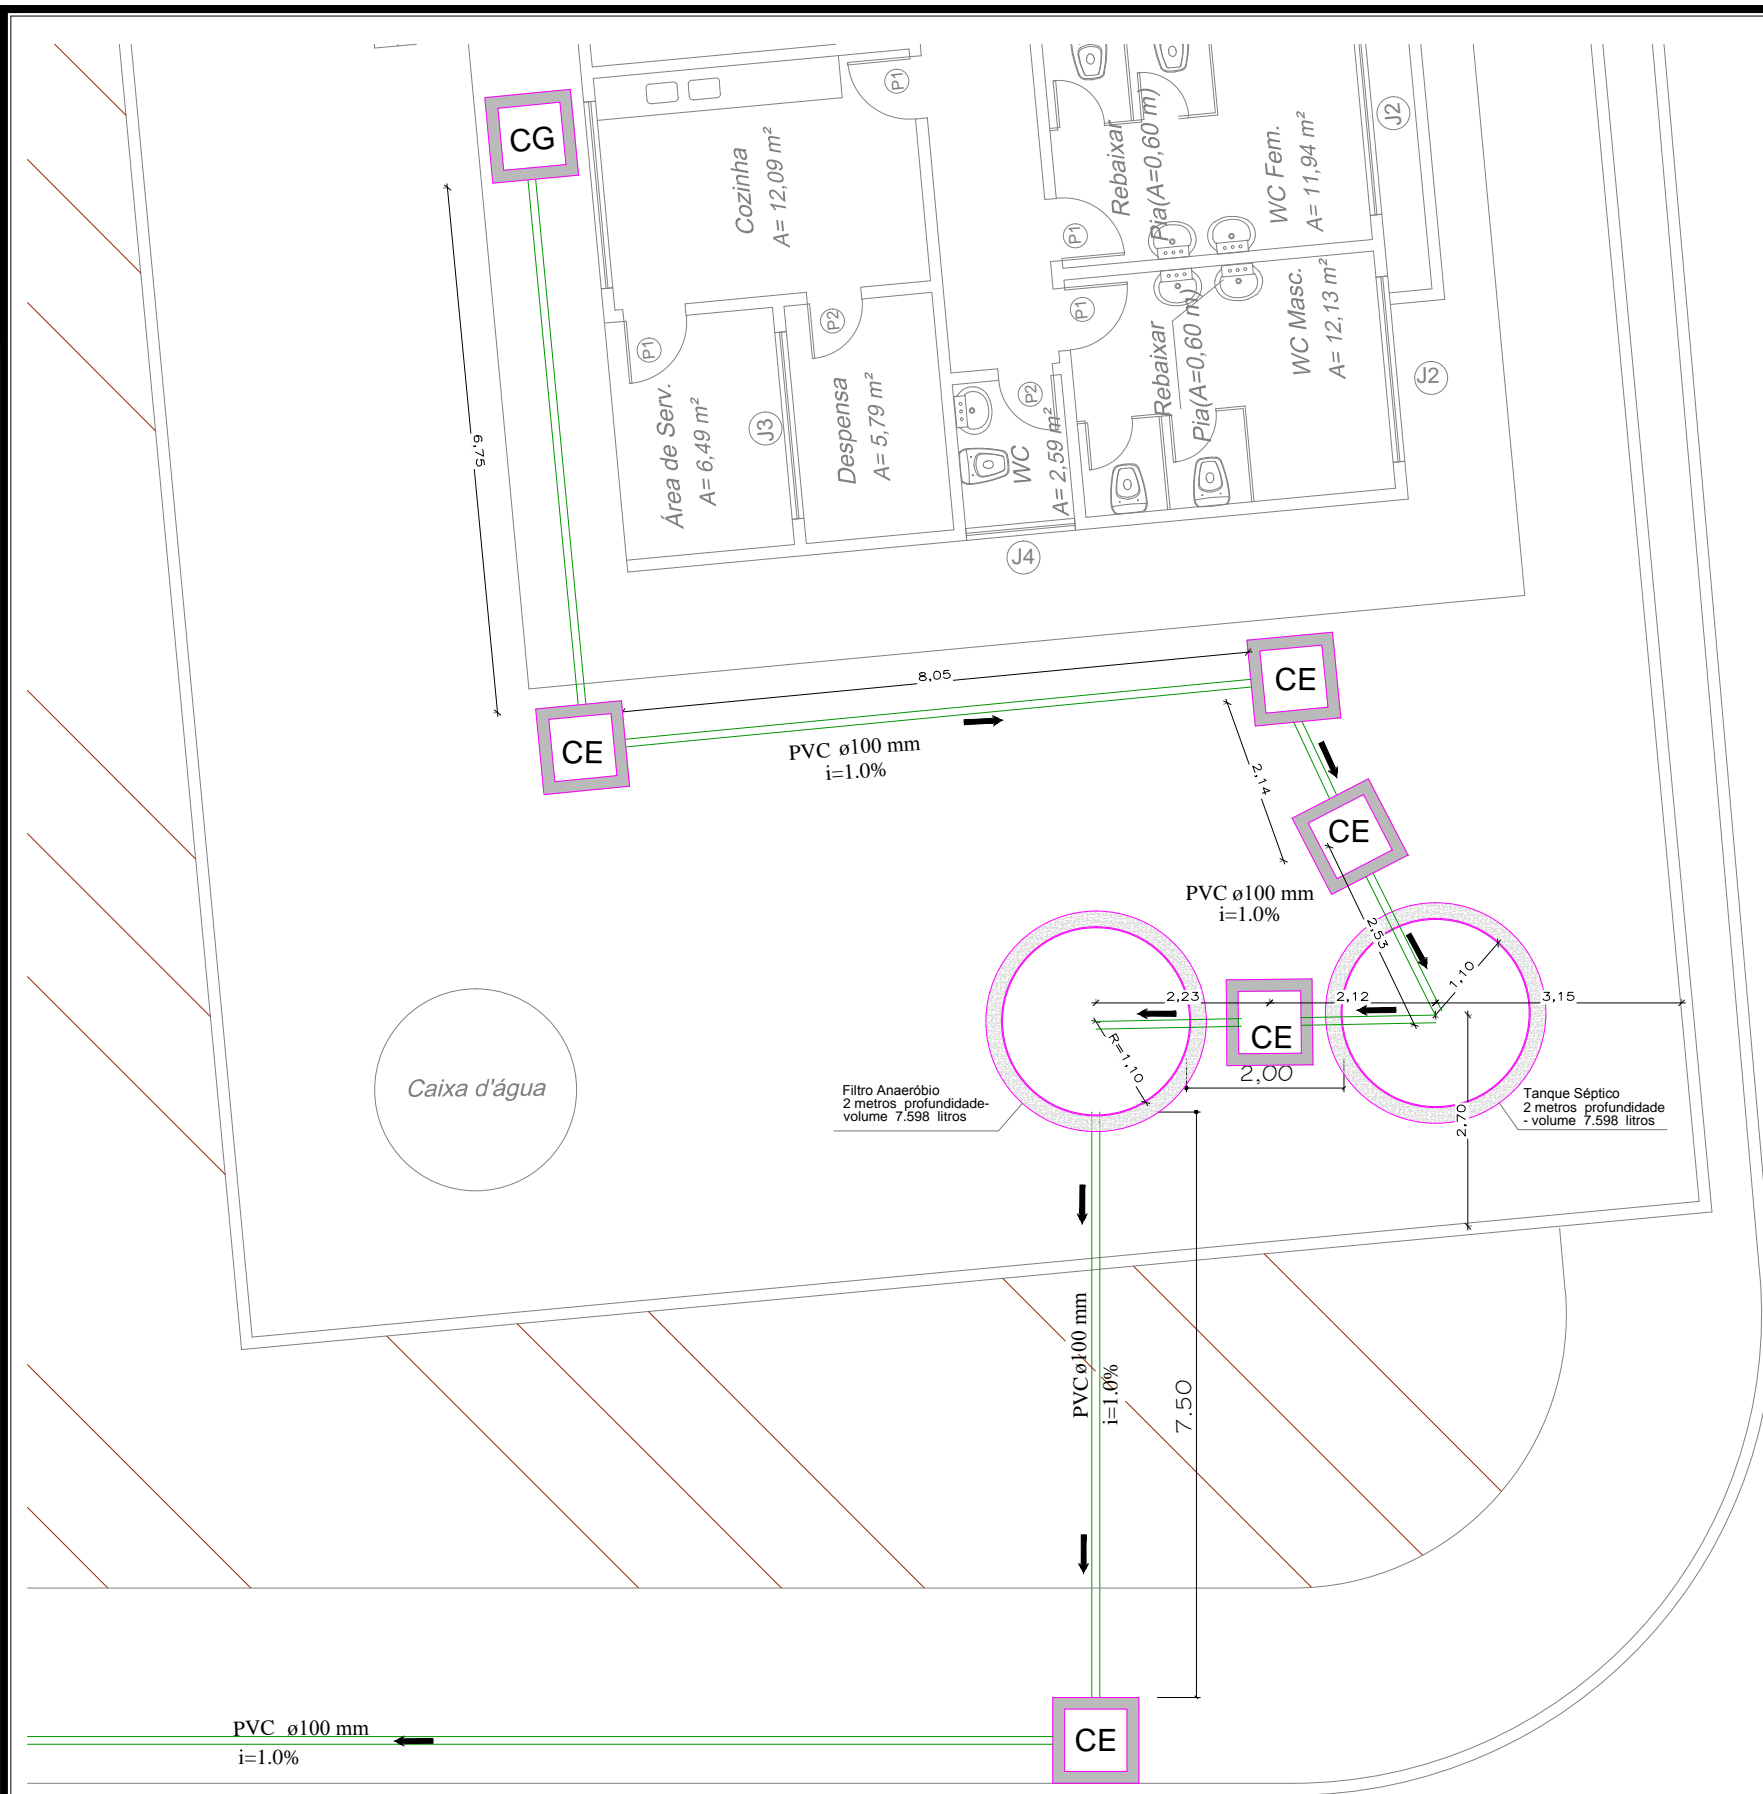 CG
P1
Cozinha
A= 12,09 m²
Rebaixar
Pia(A=0,60 m)
WC Fem.
A= 11,94 m²
J2
P1
P1
P2
P1
Rebaixar
Pia(A=0,60 m)
WC Masc.
A= 12,13 m²
J2
Área de Serv.
A= 6,49 m²
J3
Despensa
A= 5,79 m²
P2
WC
A= 2,59 m²
J4
6,75
8,05
CE
CE
PVC ø100 mm
i=1.0%
2,14
CE
PVC ø100 mm
i=1.0%
2,53
1,10
2,23
2,12
3,15
CE
R=1,10
2,00
2,70
Caixa d'água
Filtro Anaeróbio
2 metros profundidade-
volume 7.598 litros
Tanque Séptico
2 metros profundidade
- volume 7.598 litros
PVC ø100 mm
i=1.0%
7.50
PVC ø100 mm
i=1.0%
CE